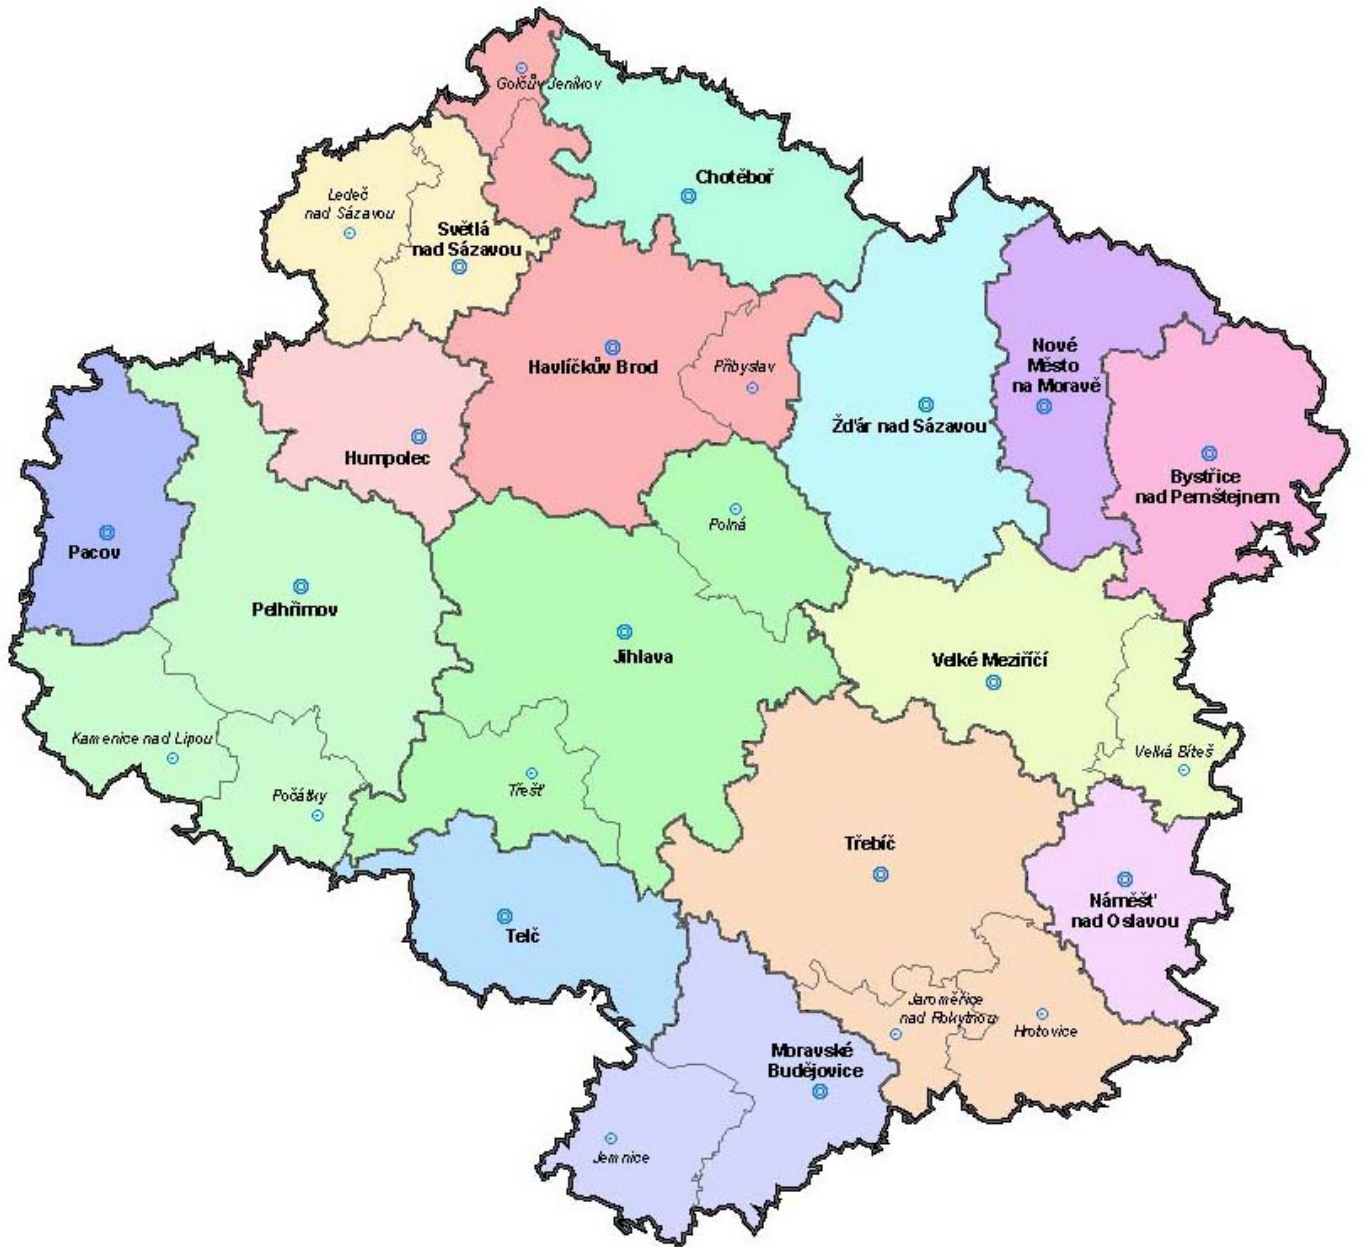 Golčův Jeníkov
Chotěboř
Ledeč
nad Sázavou
Světlá
nad Sázavou
Havlíčkův Brod
Přibyslav
Nové
Město
na Moravě
Žďár nad Sázavou
Humpolec
Bystřice
nad Pernštejnem
Polná
Pacov
Pelhřimov
Jihlava
Velké Meziříčí
Kamenice nad Lipou
Velká Bíteš
Počátky
Třešť
Třebíč
Náměšť
nad Oslavou
Telč
Jaroměřice
nad Rokytnou
Hrotovice
Moravské
Budějovice
Jemnice